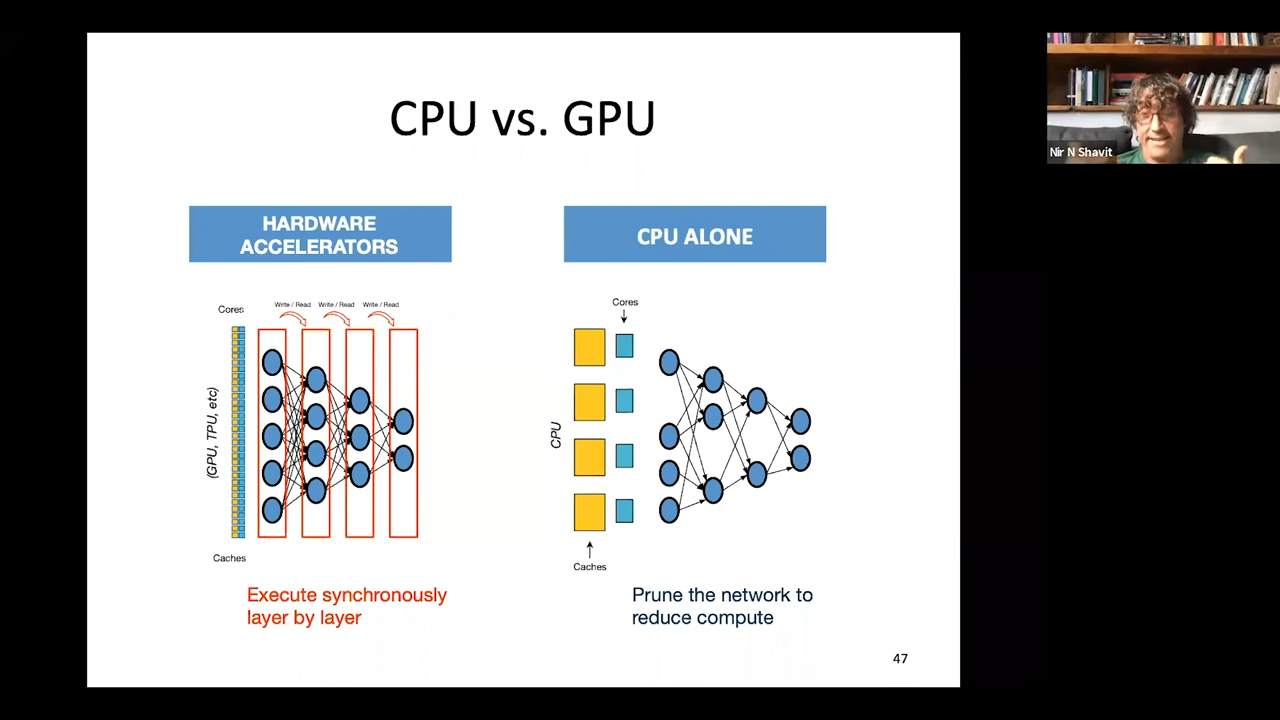 CPU vs. GPU
Nir N Shavit
HARDWARE
ACCELERATORS
CPU ALONE
Cores
Write / Read
Write / Read
Write / Read
(GPU, TPU, etc)
Caches
Execute synchronously
layer by layer
Cores
CPU
Caches
Prune the network to
reduce compute
47